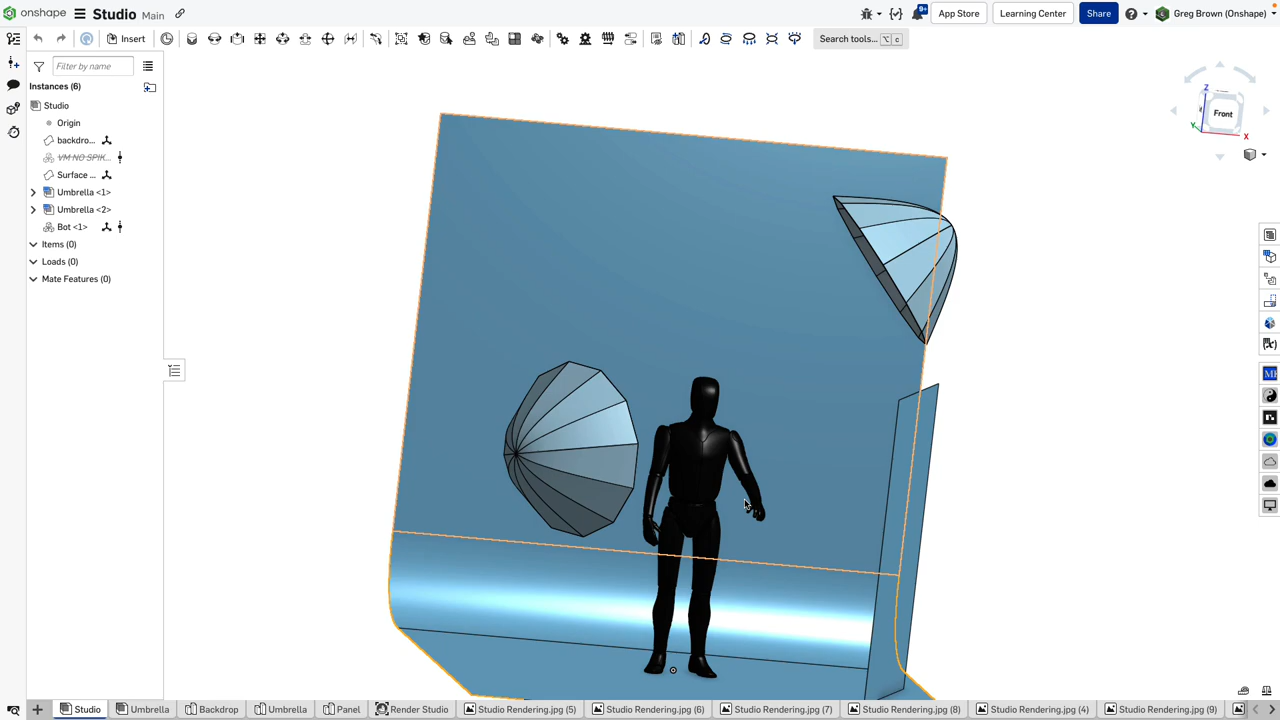 onshape Studio Main App Store Learning Center Share Greg Brown (Onshape)
Insert Search tools... ⌥ c
Filter by name
Instances (6)
Studio
Origin
backdro...
VM NO SPIK...
Surface ...
Umbrella <1>
Umbrella <2>
Bot <1>
Items (0)
Loads (0)
Mate Features (0)
Z
Front
Y
X
Studio Umbrella Backdrop Umbrella Panel Render Studio Studio Rendering.jpg (5) Studio Rendering.jpg (6) Studio Rendering.jpg (7) Studio Rendering.jpg (8) Studio Rendering.jpg (4) Studio Rendering.jpg (9)